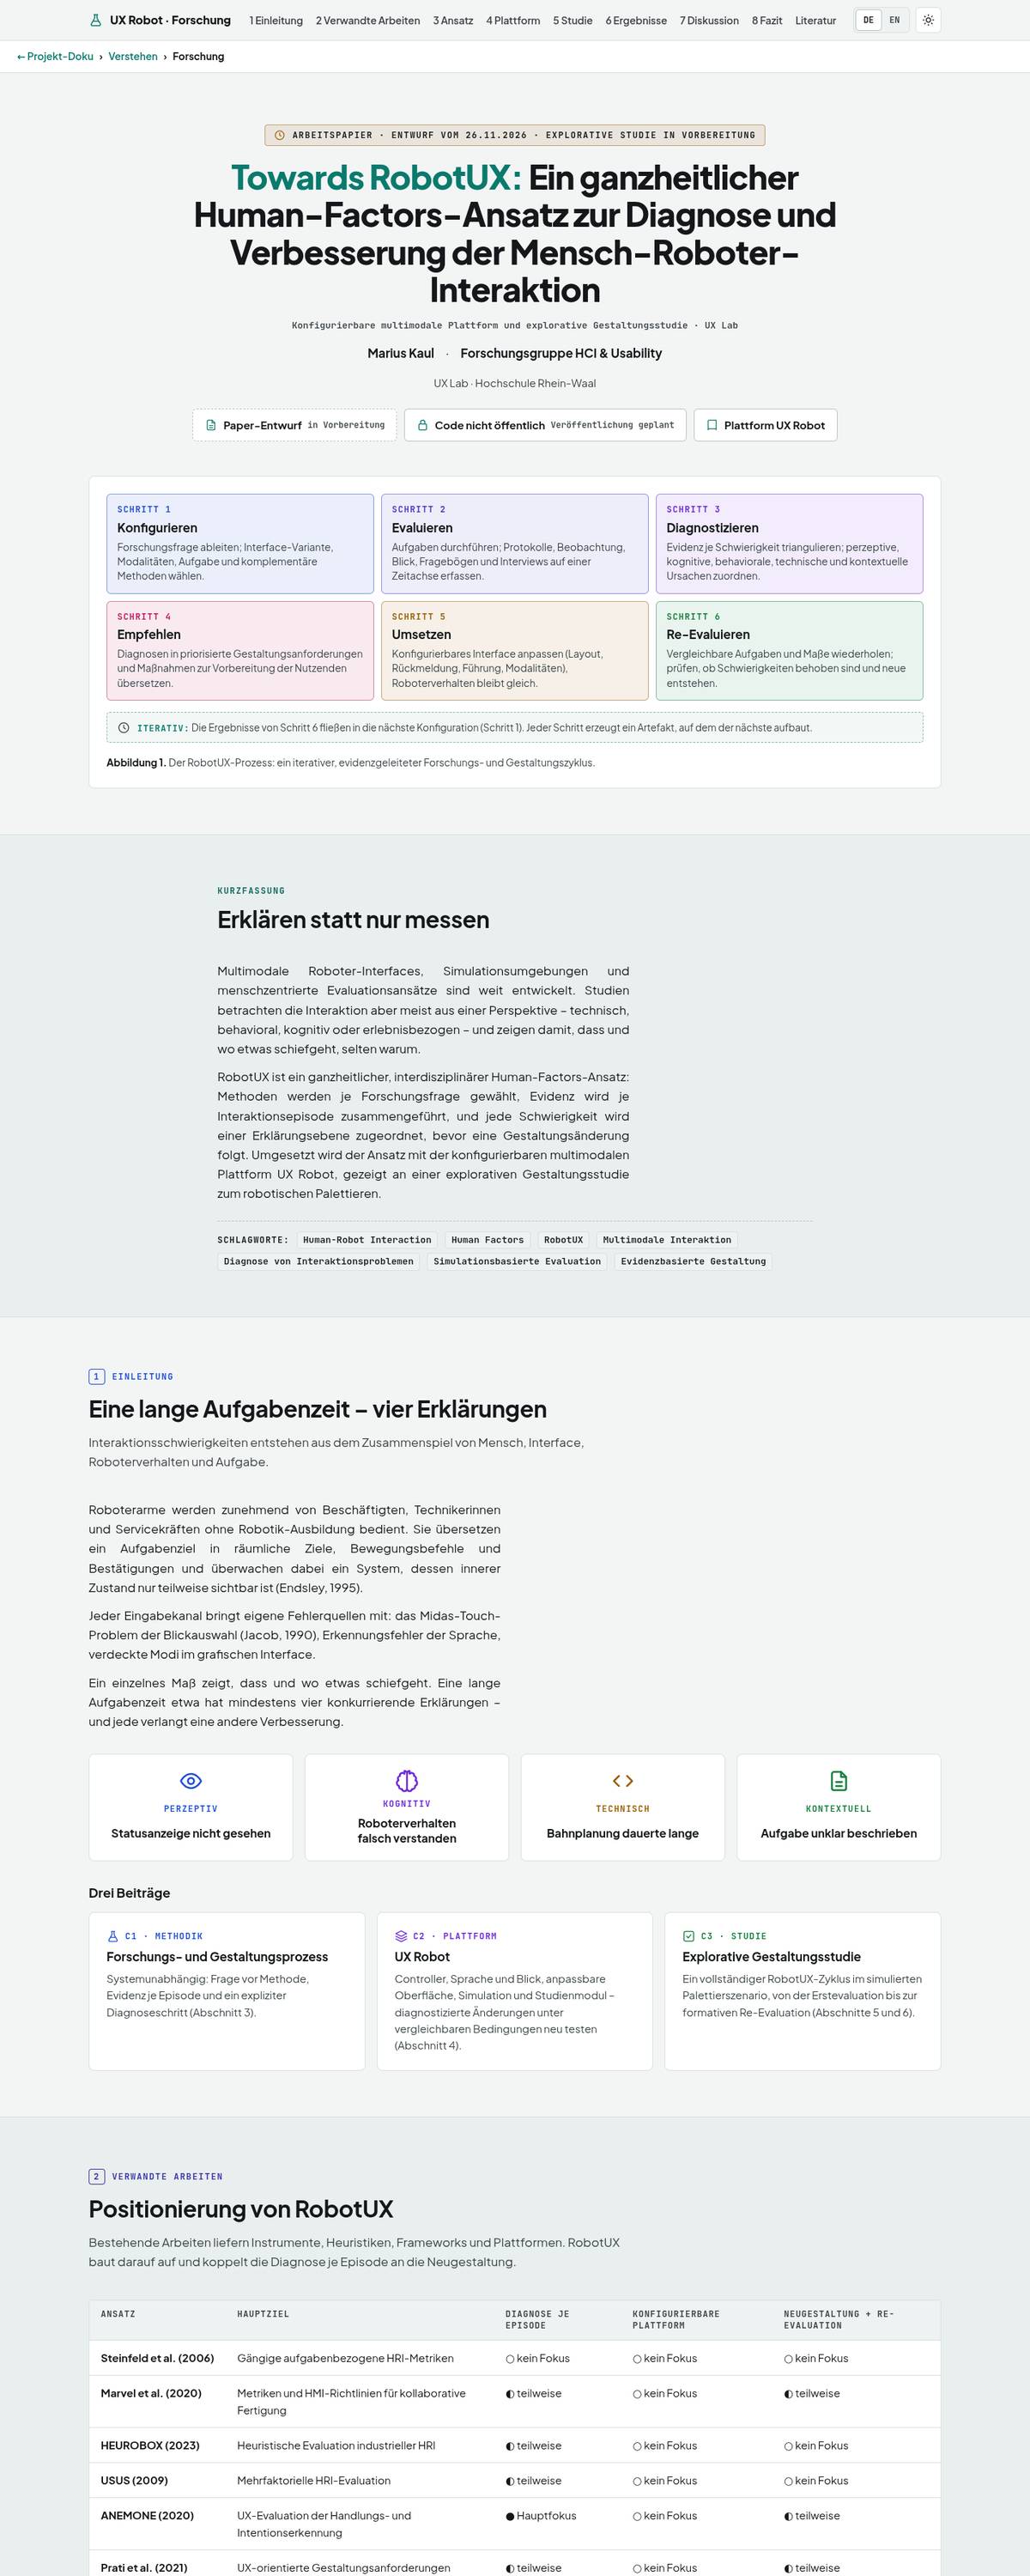 UX Robot · Forschung 1 Einleitung 2 Verwandte Arbeiten 3 Ansatz 4 Plattform 5 Studie 6 Ergebnisse 7 Diskussion 8 Fazit Literatur DE EN
← Projekt-Doku › Verstehen › Forschung
ARBEITSPAPIER · ENTWURF VOM 26.11.2026 · EXPLORATIVE STUDIE IN VORBEREITUNG
Towards RobotUX: Ein ganzheitlicher
Human-Factors-Ansatz zur Diagnose und
Verbesserung der Mensch-Roboter-
Interaktion
Konfigurierbare multimodale Plattform und explorative Gestaltungsstudie · UX Lab
Marius Kaul · Forschungsgruppe HCI & Usability
UX Lab · Hochschule Rhein-Waal
Paper-Entwurf in Vorbereitung
Code nicht öffentlich Veröffentlichung geplant
Plattform UX Robot
SCHRITT 1
Konfigurieren
Forschungsfrage ableiten; Interface-Variante,
Modalitäten, Aufgabe und komplementäre
Methoden wählen.
SCHRITT 2
Evaluieren
Aufgaben durchführen; Protokolle, Beobachtung,
Blick, Fragebögen und Interviews auf einer
Zeitachse erfassen.
SCHRITT 3
Diagnostizieren
Evidenz je Schwierigkeit triangulieren; perzeptive,
kognitive, behaviorale, technische und kontextuelle
Ursachen zuordnen.
SCHRITT 4
Empfehlen
Diagnosen in priorisierte Gestaltungsanforderungen
und Maßnahmen zur Vorbereitung der Nutzenden
übersetzen.
SCHRITT 5
Umsetzen
Konfigurierbares Interface anpassen (Layout,
Rückmeldung, Führung, Modalitäten),
Roboterverhalten bleibt gleich.
SCHRITT 6
Re-Evaluieren
Vergleichbare Aufgaben und Maße wiederholen;
prüfen, ob Schwierigkeiten behoben sind und neue
entstehen.
ITERATIV: Die Ergebnisse von Schritt 6 fließen in die nächste Konfiguration (Schritt 1). Jeder Schritt erzeugt ein Artefakt, auf dem der nächste aufbaut.
Abbildung 1. Der RobotUX-Prozess: ein iterativer, evidenzgeleiteter Forschungs- und Gestaltungszyklus.
KURZFASSUNG
Erklären statt nur messen
Multimodale Roboter-Interfaces, Simulationsumgebungen und
menschzentrierte Evaluationsansätze sind weit entwickelt. Studien
betrachten die Interaktion aber meist aus einer Perspektive – technisch,
behavioral, kognitiv oder erlebnisbezogen – und zeigen damit, dass und
wo etwas schiefgeht, selten warum.
RobotUX ist ein ganzheitlicher, interdisziplinärer Human-Factors-Ansatz:
Methoden werden je Forschungsfrage gewählt, Evidenz wird je
Interaktionsepisode zusammengeführt, und jede Schwierigkeit wird
einer Erklärungsebene zugeordnet, bevor eine Gestaltungsänderung
folgt. Umgesetzt wird der Ansatz mit der konfigurierbaren multimodalen
Plattform UX Robot, gezeigt an einer explorativen Gestaltungsstudie
zum robotischen Palettieren.
SCHLAGWORTE: Human-Robot Interaction Human Factors RobotUX Multimodale Interaktion
Diagnose von Interaktionsproblemen Simulationsbasierte Evaluation Evidenzbasierte Gestaltung
1 EINLEITUNG
Eine lange Aufgabenzeit – vier Erklärungen
Interaktionsschwierigkeiten entstehen aus dem Zusammenspiel von Mensch, Interface,
Roboterverhalten und Aufgabe.
Roboterarme werden zunehmend von Beschäftigten, Technikerinnen
und Servicekräften ohne Robotik-Ausbildung bedient. Sie übersetzen
ein Aufgabenziel in räumliche Ziele, Bewegungsbefehle und
Bestätigungen und überwachen dabei ein System, dessen innerer
Zustand nur teilweise sichtbar ist (Endsley, 1995).
Jeder Eingabekanal bringt eigene Fehlerquellen mit: das Midas-Touch-
Problem der Blickauswahl (Jacob, 1990), Erkennungsfehler der Sprache,
verdeckte Modi im grafischen Interface.
Ein einzelnes Maß zeigt, dass und wo etwas schiefgeht. Eine lange
Aufgabenzeit etwa hat mindestens vier konkurrierende Erklärungen –
und jede verlangt eine andere Verbesserung.
PERZEPTIV
Statusanzeige nicht gesehen
KOGNITIV
Roboterverhalten
falsch verstanden
TECHNISCH
Bahnplanung dauerte lange
KONTEXTUELL
Aufgabe unklar beschrieben
Drei Beiträge
C1 · METHODIK
Forschungs- und Gestaltungsprozess
Systemunabhängig: Frage vor Methode,
Evidenz je Episode und ein expliziter
Diagnoseschritt (Abschnitt 3).
C2 · PLATTFORM
UX Robot
Controller, Sprache und Blick, anpassbare
Oberfläche, Simulation und Studienmodul –
diagnostizierte Änderungen unter
vergleichbaren Bedingungen neu testen
(Abschnitt 4).
C3 · STUDIE
Explorative Gestaltungsstudie
Ein vollständiger RobotUX-Zyklus im simulierten
Palettierszenario, von der Erstevaluation bis zur
formativen Re-Evaluation (Abschnitte 5 und 6).
2 VERWANDTE ARBEITEN
Positionierung von RobotUX
Bestehende Arbeiten liefern Instrumente, Heuristiken, Frameworks und Plattformen. RobotUX
baut darauf auf und koppelt die Diagnose je Episode an die Neugestaltung.
ANSATZ HAUPTZIEL DIAGNOSE JE EPISODE KONFIGURIERBARE PLATTFORM NEUGESTALTUNG + RE-EVALUATION
Steinfeld et al. (2006) Gängige aufgabenbezogene HRI-Metriken ○ kein Fokus ○ kein Fokus ○ kein Fokus
Marvel et al. (2020) Metriken und HMI-Richtlinien für kollaborative Fertigung ◐ teilweise ○ kein Fokus ◐ teilweise
HEUROBOX (2023) Heuristische Evaluation industrieller HRI ◐ teilweise ○ kein Fokus ○ kein Fokus
USUS (2009) Mehrfaktorielle HRI-Evaluation ◐ teilweise ○ kein Fokus ○ kein Fokus
ANEMONE (2020) UX-Evaluation der Handlungs- und Intentionserkennung ● Hauptfokus ○ kein Fokus ◐ teilweise
Prati et al. (2021) UX-orientierte Gestaltungsanforderungen ◐ teilweise ○ kein Fokus ◐ teilweise